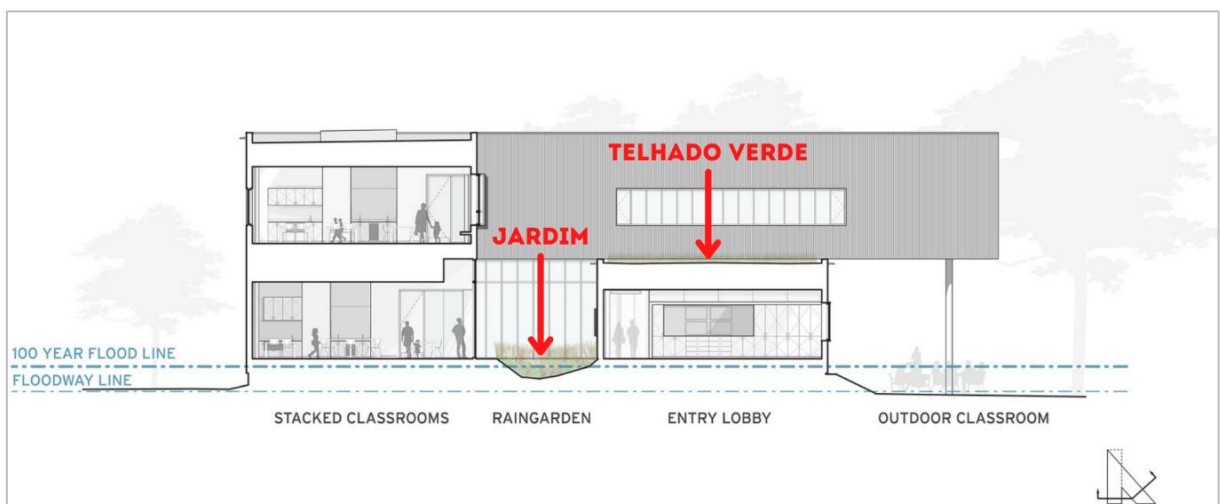 TELHADO VERDE
JARDIM
100 YEAR FLOOD LINE
FLOODWAY LINE
STACKED CLASSROOMS
RAINGARDEN
ENTRY LOBBY
OUTDOOR CLASSROOM